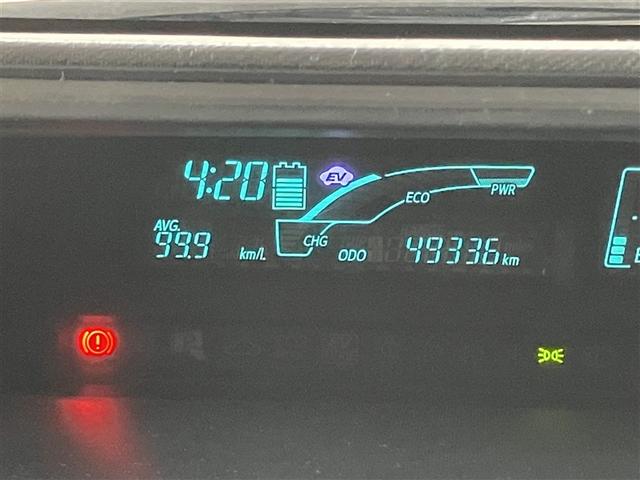 4:20 EV
ECO PWR
AVG.
99.9 km/L CHG ODO 49336 km